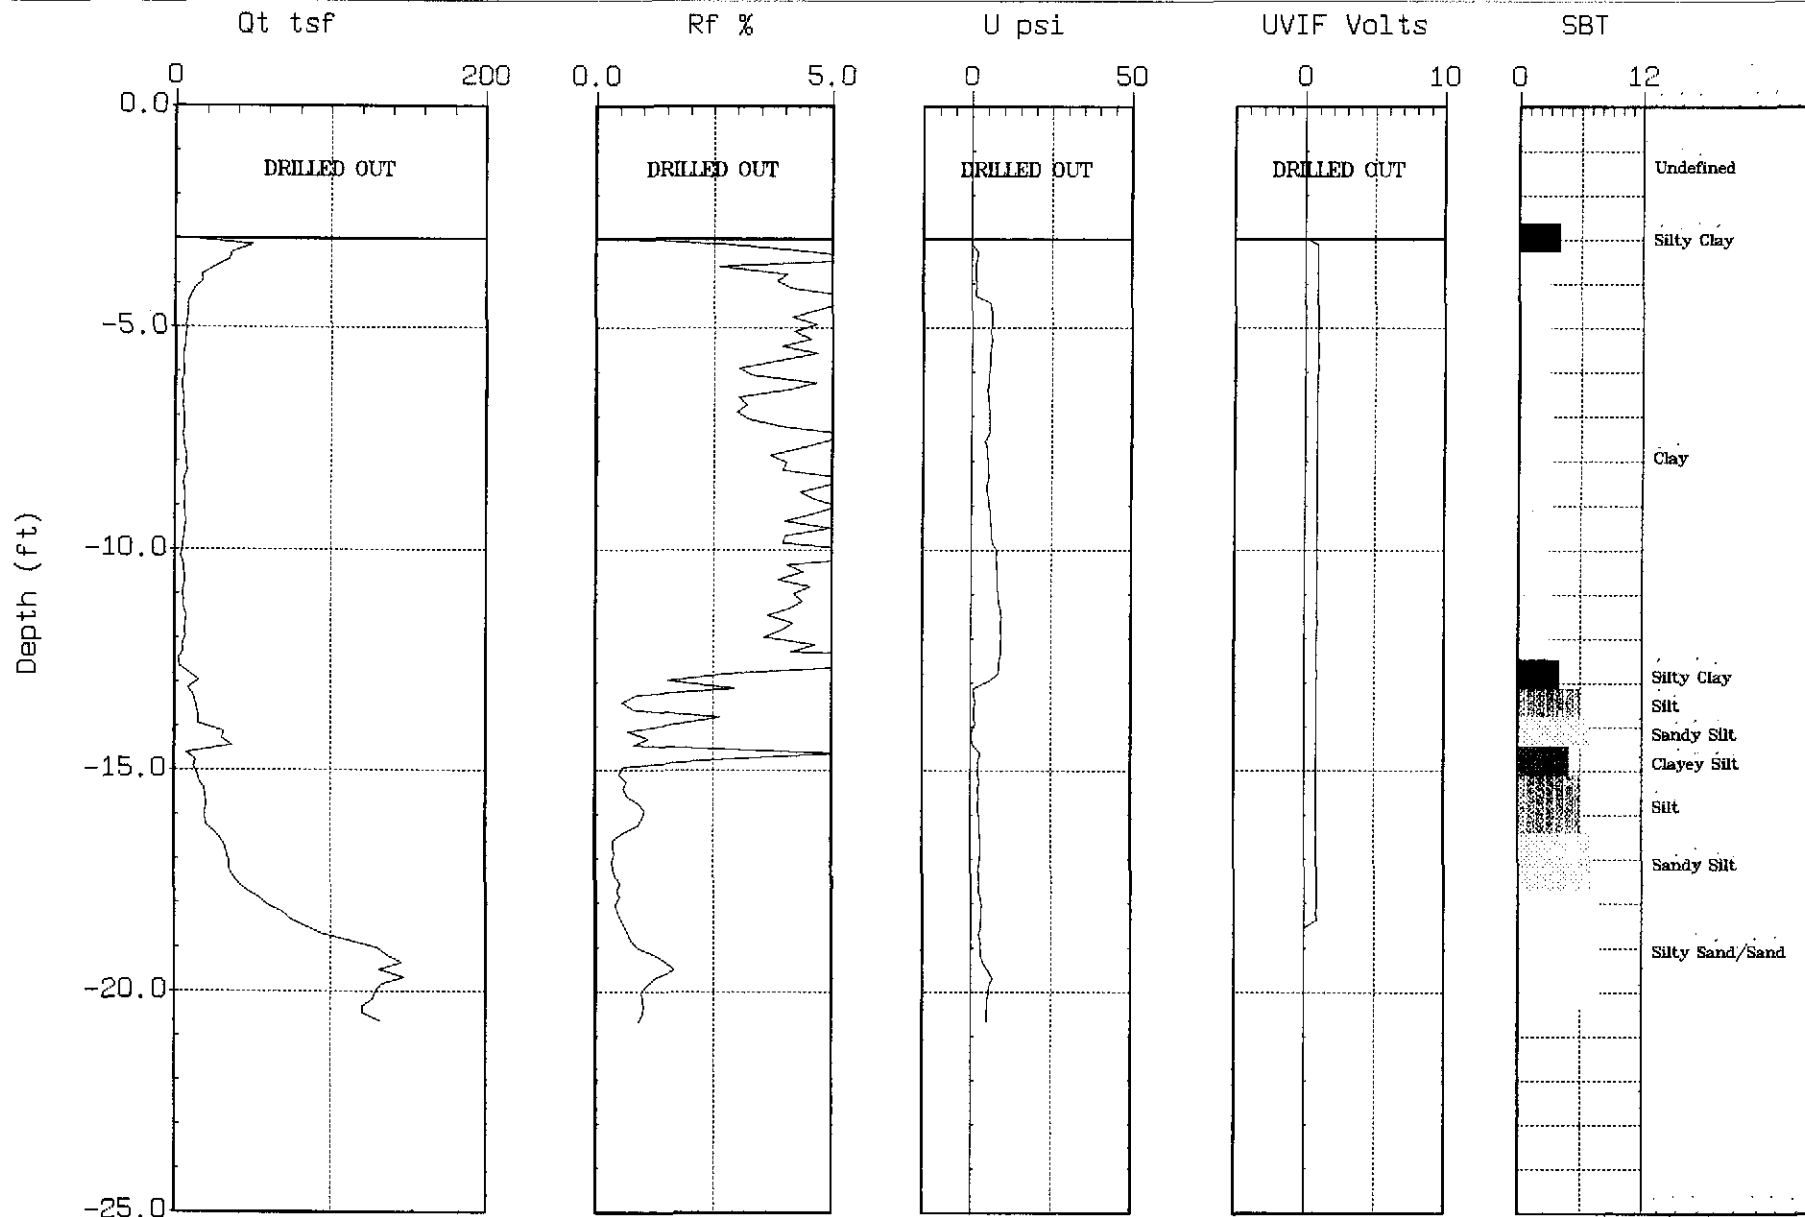 Qt tsf Rf % U psi UVIF Volts SBT
0 200 0.0 5.0 0 50 0 10 0 12
0.0
DRILLED OUT DRILLED OUT DRILLED OUT DRILLED OUT Undefined
Silty Clay
-5.0
Clay
-10.0
Depth (ft)
Silty Clay
Silt
Sandy Silt
-15.0 Clayey Silt
Silt
Sandy Silt
Silty Sand/Sand
-20.0
-25.0